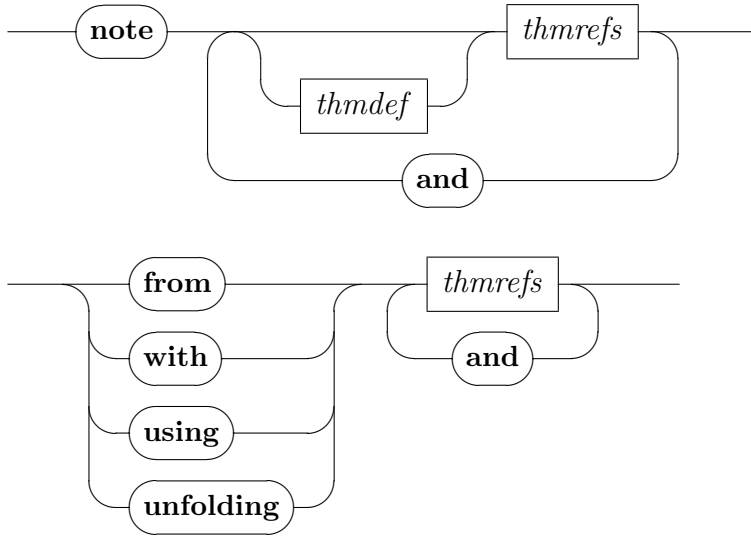 note thmrefs
thmdef
and
from thmrefs
with and
using
unfolding